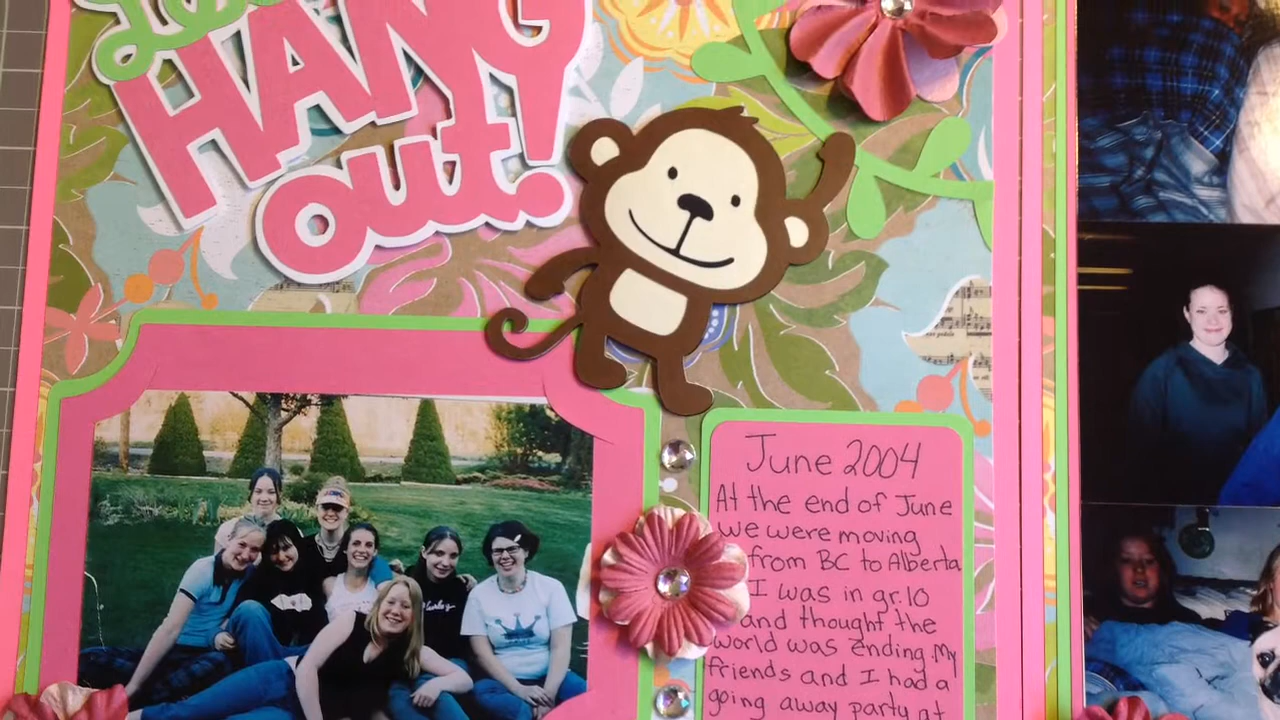 HANG
out!
June 2004
At the end of June
we were moving
from BC to Alberta
I was in gr.10
and thought the
world was ending. My
friends and I had a
going away party at